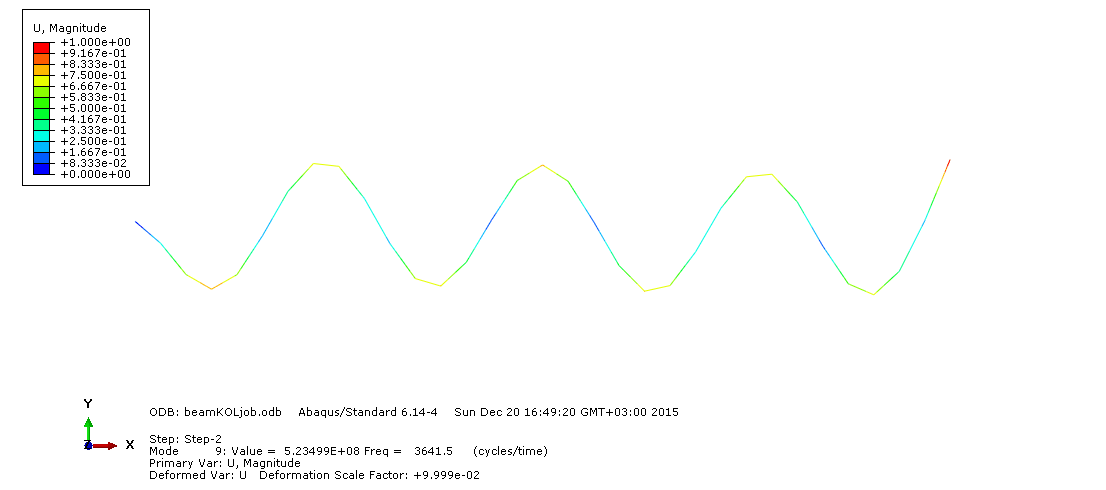 U, Magnitude
+1.000e+00
+9.167e-01
+8.333e-01
+7.500e-01
+6.667e-01
+5.833e-01
+5.000e-01
+4.167e-01
+3.333e-01
+2.500e-01
+1.667e-01
+8.333e-02
+0.000e+00
Y
X
ODB: beamKOLjob.odb    Abaqus/Standard 6.14-4    Sun Dec 20 16:49:20 GMT+03:00 2015
Step: Step-2
Mode         9: Value =  5.23499E+08 Freq =   3641.5     (cycles/time)
Primary Var: U, Magnitude
Deformed Var: U   Deformation Scale Factor: +9.999e-02